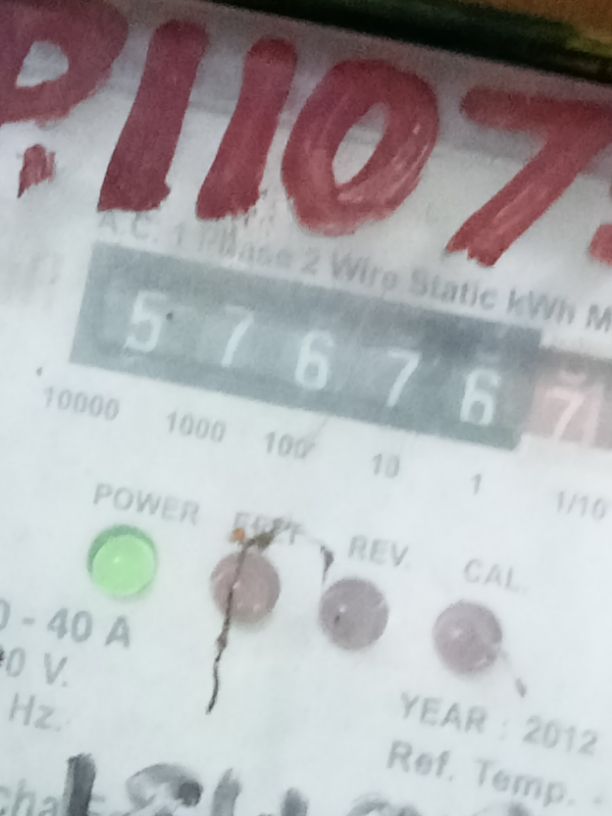 P.1107
A.C. 1 Phase 2 Wire Static kWh M
5 7 6 7 6 7
10000 1000 100 10 1 1/10
POWER REV. CAL.
0 - 40 A
0 V.
Hz.
YEAR : 2012
Ref. Temp. -